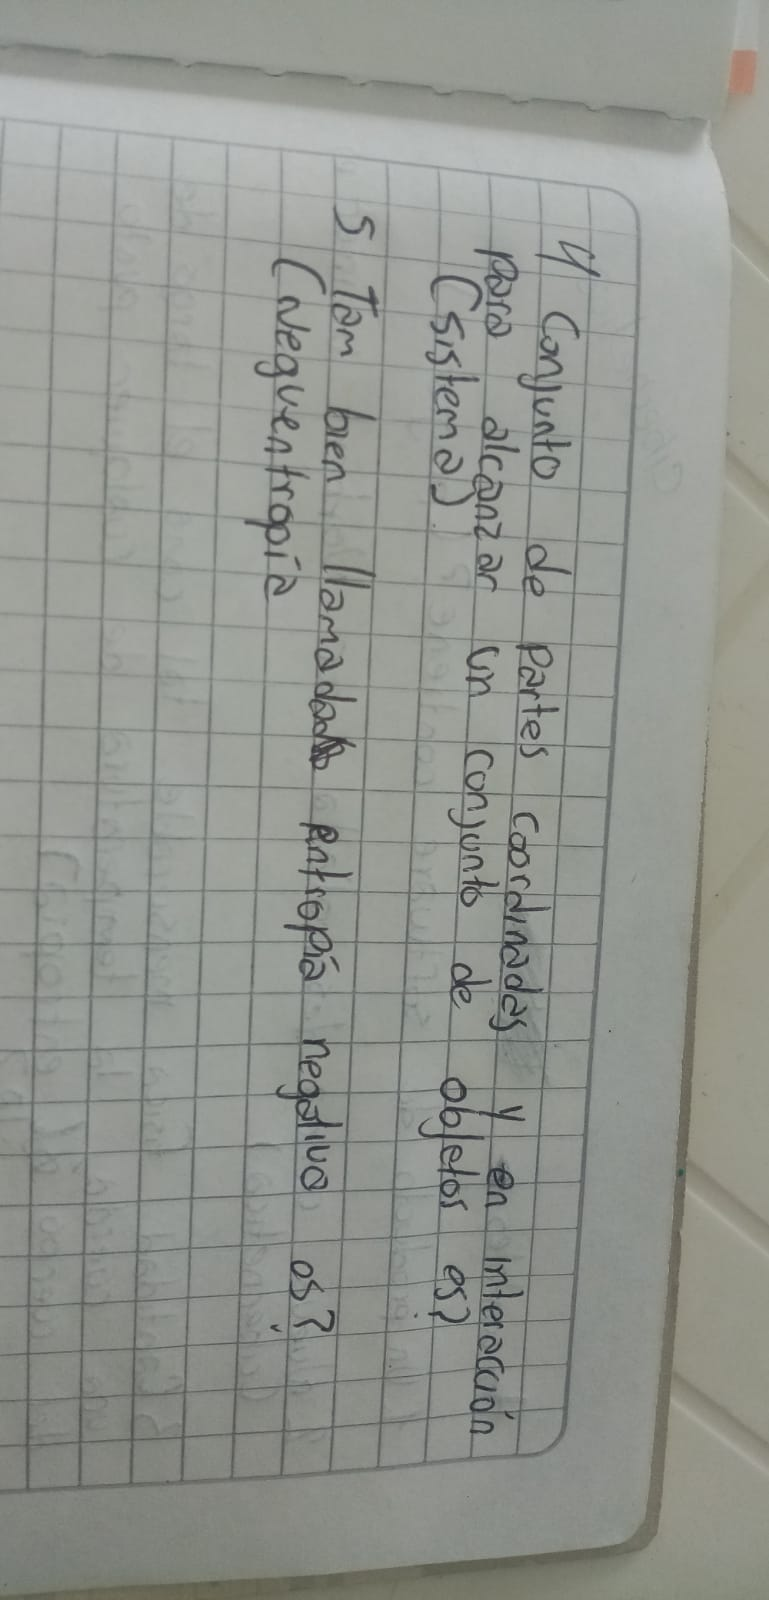 4 Conjunto de partes coordinadas y en interacción
para alcanzar un conjunto de objetos es?
(sistema)
5 Tam bien llamada entropía negativa es?
(Neguentropía